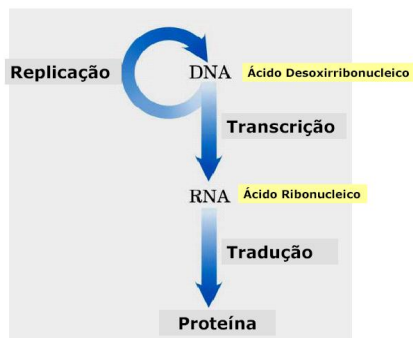 Replicação
DNA Ácido Desoxirribonucleico
Transcrição
RNA Ácido Ribonucleico
Tradução
Proteína